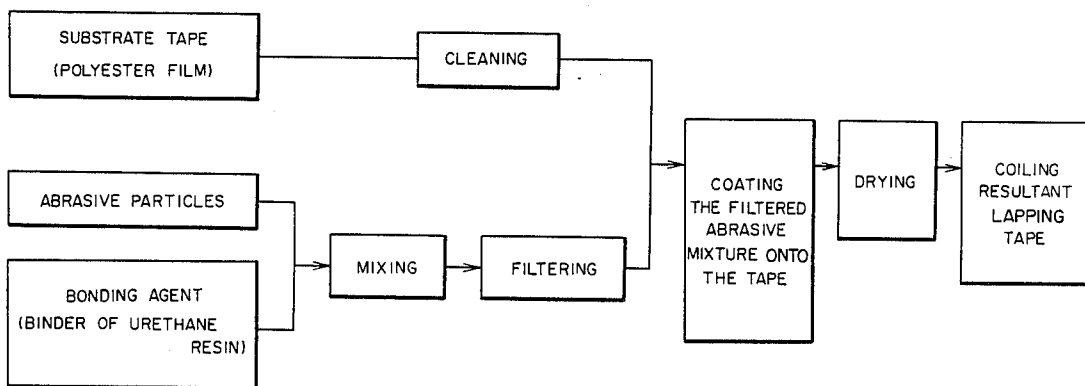 SUBSTRATE TAPE
(POLYESTER FILM)
CLEANING
ABRASIVE PARTICLES
BONDING AGENT
(BINDER OF URETHANE
RESIN)
MIXING
FILTERING
COATING
THE FILTERED
ABRASIVE
MIXTURE ONTO
THE TAPE
DRYING
COILING
RESULTANT
LAPPING
TAPE